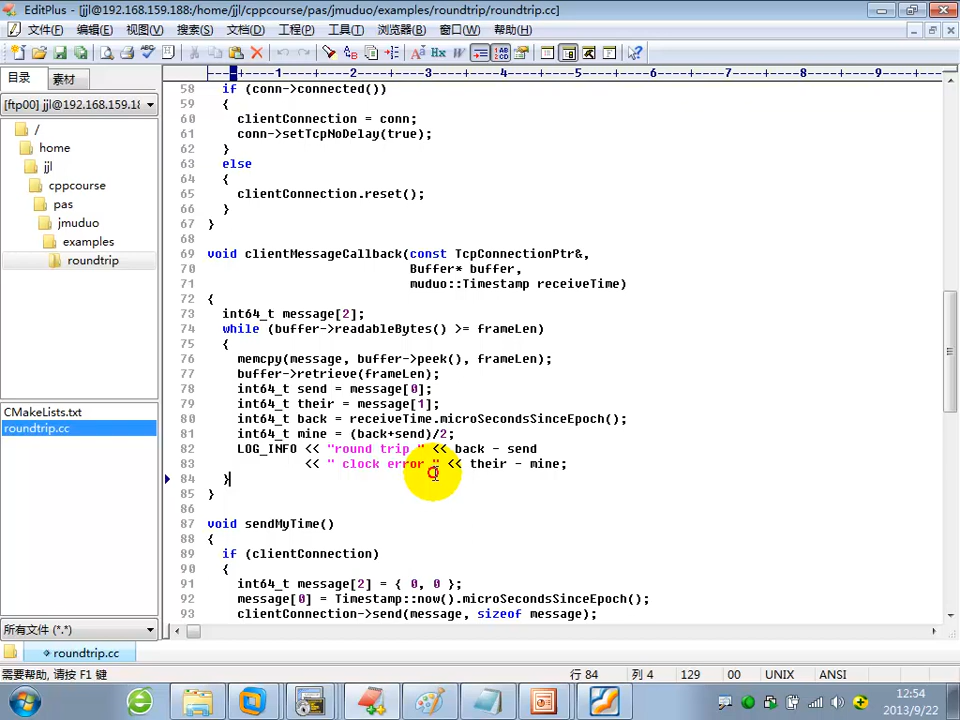 EditPlus - [jjl@192.168.159.188:/home/jjl/cppcourse/pas/jmuduo/examples/roundtrip/roundtrip.cc]
文件(F) 编辑(E) 视图(V) 搜索(S) 文档(D) 工程(P) 工具(T) 浏览器(B) 窗口(W) 帮助(H)
目录 素材
[ftp00] jjl@192.168.159.18
/
home
jjl
cppcourse
pas
jmuduo
examples
roundtrip
CMakeLists.txt
roundtrip.cc
所有文件 (*.*)
----+----1----+----2----+----3----+----4----+----5----+----6----+----7----+----8----+----9----+--
58 if (conn->connected())
59 {
60 clientConnection = conn;
61 conn->setTcpNoDelay(true);
62 }
63 else
64 {
65 clientConnection.reset();
66 }
67 }
68
69 void clientMessageCallback(const TcpConnectionPtr&,
70 Buffer* buffer,
71 muduo::Timestamp receiveTime)
72 {
73 int64_t message[2];
74 while (buffer->readableBytes() >= frameLen)
75 {
76 memcpy(message, buffer->peek(), frameLen);
77 buffer->retrieve(frameLen);
78 int64_t send = message[0];
79 int64_t their = message[1];
80 int64_t back = receiveTime.microSecondsSinceEpoch();
81 int64_t mine = (back+send)/2;
82 LOG_INFO << "round trip " << back - send
83 << " clock error " << their - mine;
84 }
85 }
86
87 void sendMyTime()
88 {
89 if (clientConnection)
90 {
91 int64_t message[2] = { 0, 0 };
92 message[0] = Timestamp::now().microSecondsSinceEpoch();
93 clientConnection->send(message, sizeof message);
roundtrip.cc
需要帮助, 请按 F1 键 行 84 列 4 129 00 UNIX ANSI
12:54
2013/9/22